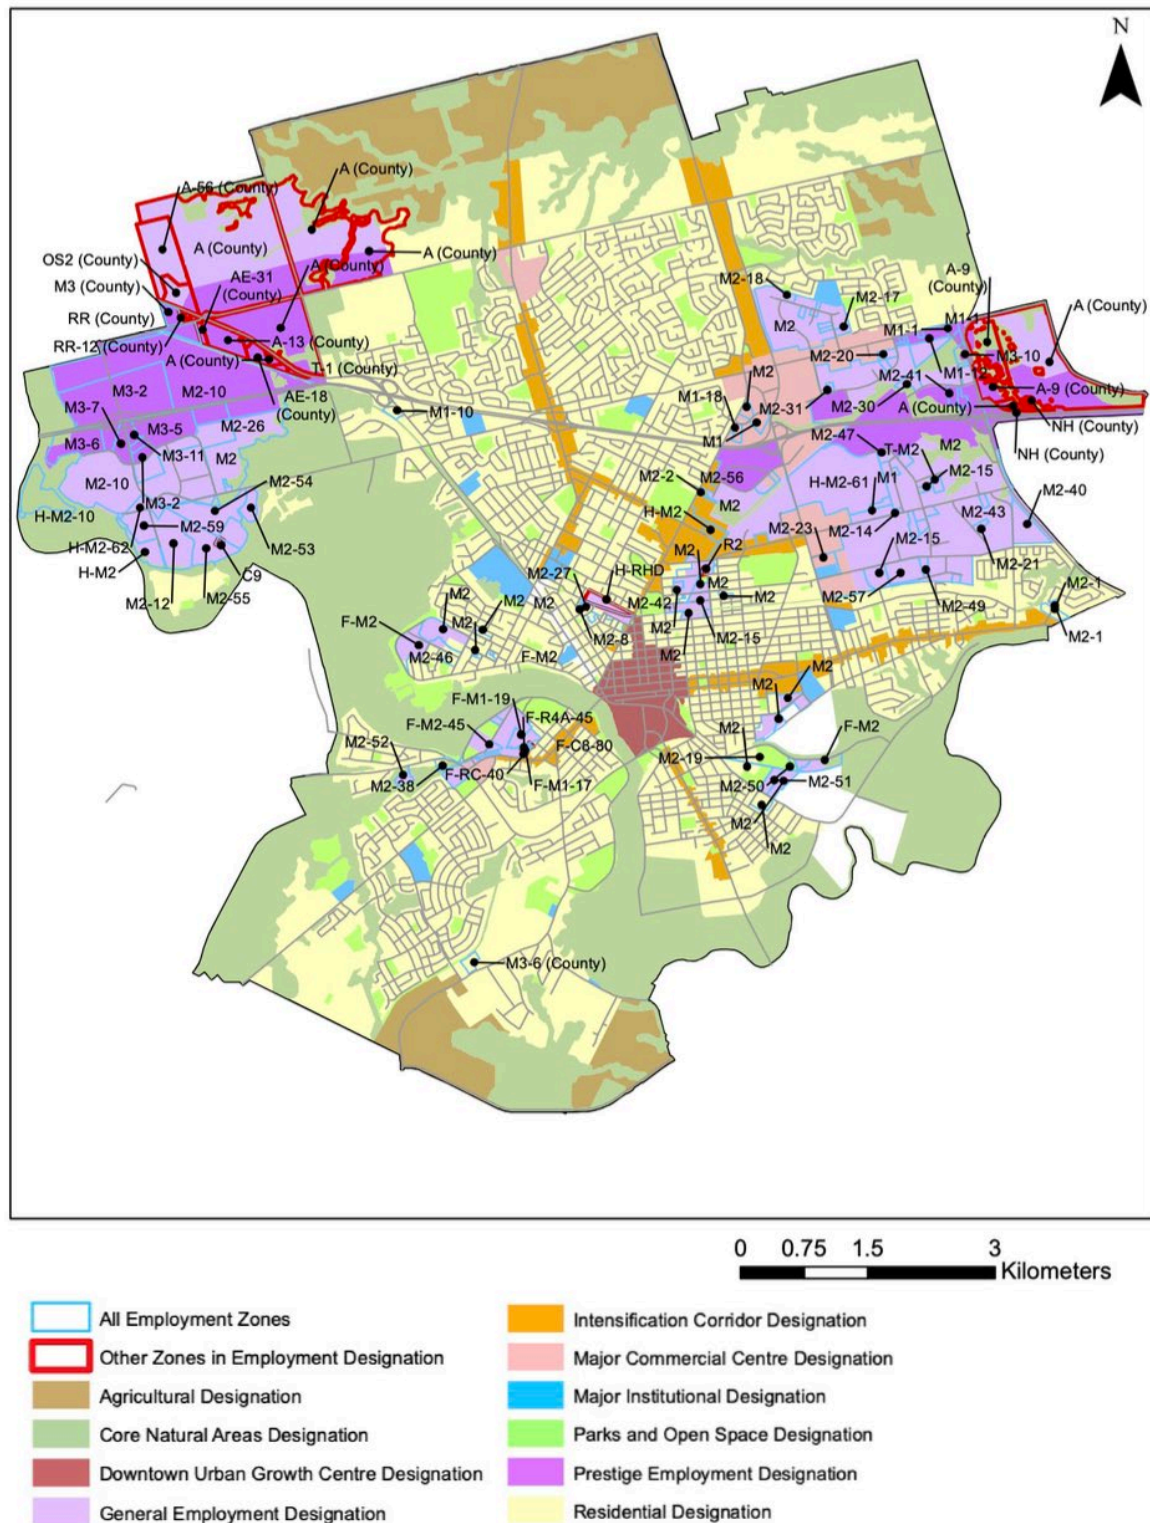 N
A (County)
A-56 (County)
A (County)
A (County)
OS2 (County)
A (County)
AE-31
(County)
M3 (County)
RR (County)
A-13 (County)
RR-12 (County)
A (County)
T-1 (County)
AE-18
(County)
M3-2
M2-10
M3-7
M2-26
M3-5
M3-6
M3-11
M2
M2-10
M2-54
M3-2
H-M2-10
M2-59
H-M2-62
M2-53
H-M2
C9
M2-12
M2-55
M1-10
M2-18
A-9
(County)
M2-17
A (County)
M2
M1-1
M1-1
M2-20
M3-10
M1-12
M2
M2-41
M1-18
M2-31
M2-30
A-9 (County)
A (County)
M1
NH (County)
M2-47
T-M2
M2
NH (County)
M2-2
M2-56
M2-15
H-M2-61
M1
M2
M2-40
H-M2
M2-23
M2-14
M2-43
R2
M2-15
M2
M2-21
M2-27
H-RHD
M2
M2-42
M2
M2-57
M2-49
M2-1
M2
M2
M2
M2-8
M2
M2-15
M2-1
F-M2
M2
M2
M2-46
F-M2
M2
M2
F-M1-19
F-R4A-45
F-M2-45
F-C8-80
M2
F-M2
M2-52
M2-19
F-RC-40
M2-38
F-M1-17
M2-50
M2-51
M2
M2
M3-6 (County)
0 0.75 1.5 3
Kilometers
All Employment Zones
Other Zones in Employment Designation
Agricultural Designation
Core Natural Areas Designation
Downtown Urban Growth Centre Designation
General Employment Designation
Intensification Corridor Designation
Major Commercial Centre Designation
Major Institutional Designation
Parks and Open Space Designation
Prestige Employment Designation
Residential Designation